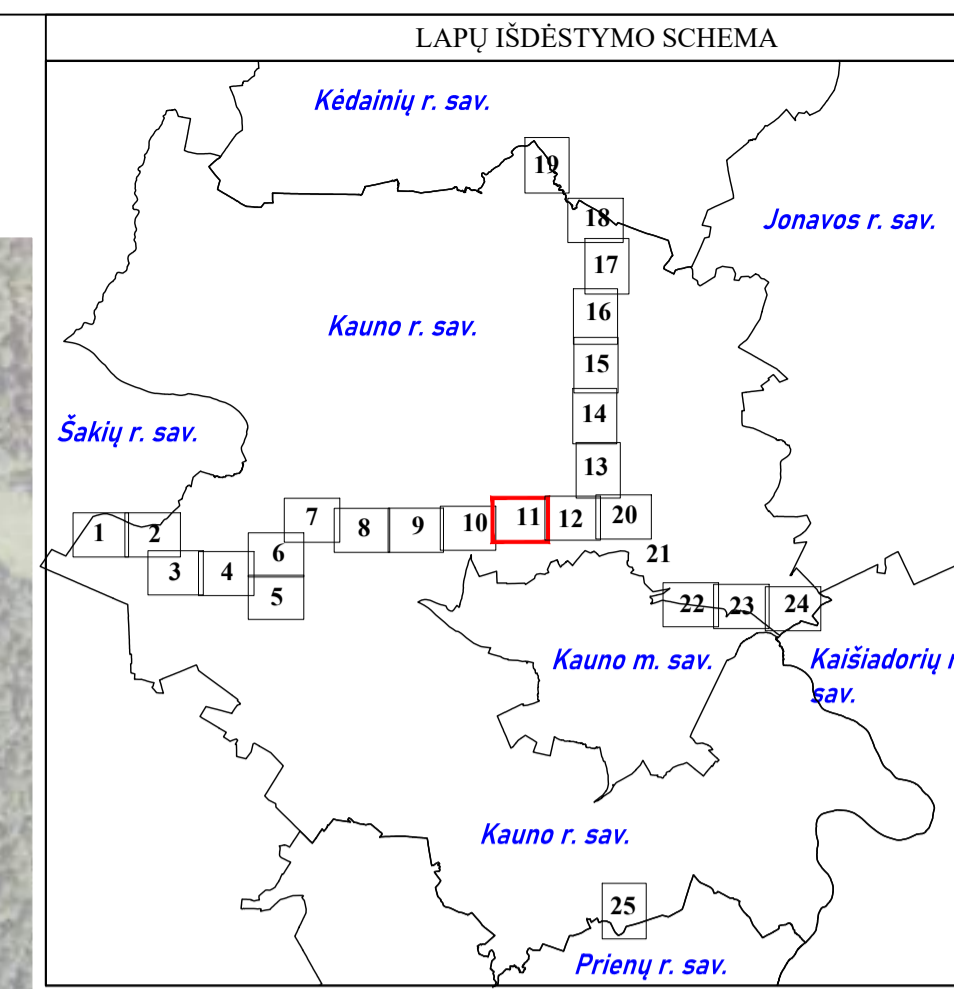 LAPŲ IŠDĖSTYMO SCHEMA
Kėdainių r. sav.
19
18
Jonavos r. sav.
17
16
Kauno r. sav.
15
14
Šakių r. sav.
13
7
8
9
10
11
12
20
1
2
6
21
3
4
5
22
23
24
Kauno m. sav.
Kaišiadorių r
sav.
Kauno r. sav.
25
Prienų r. sav.